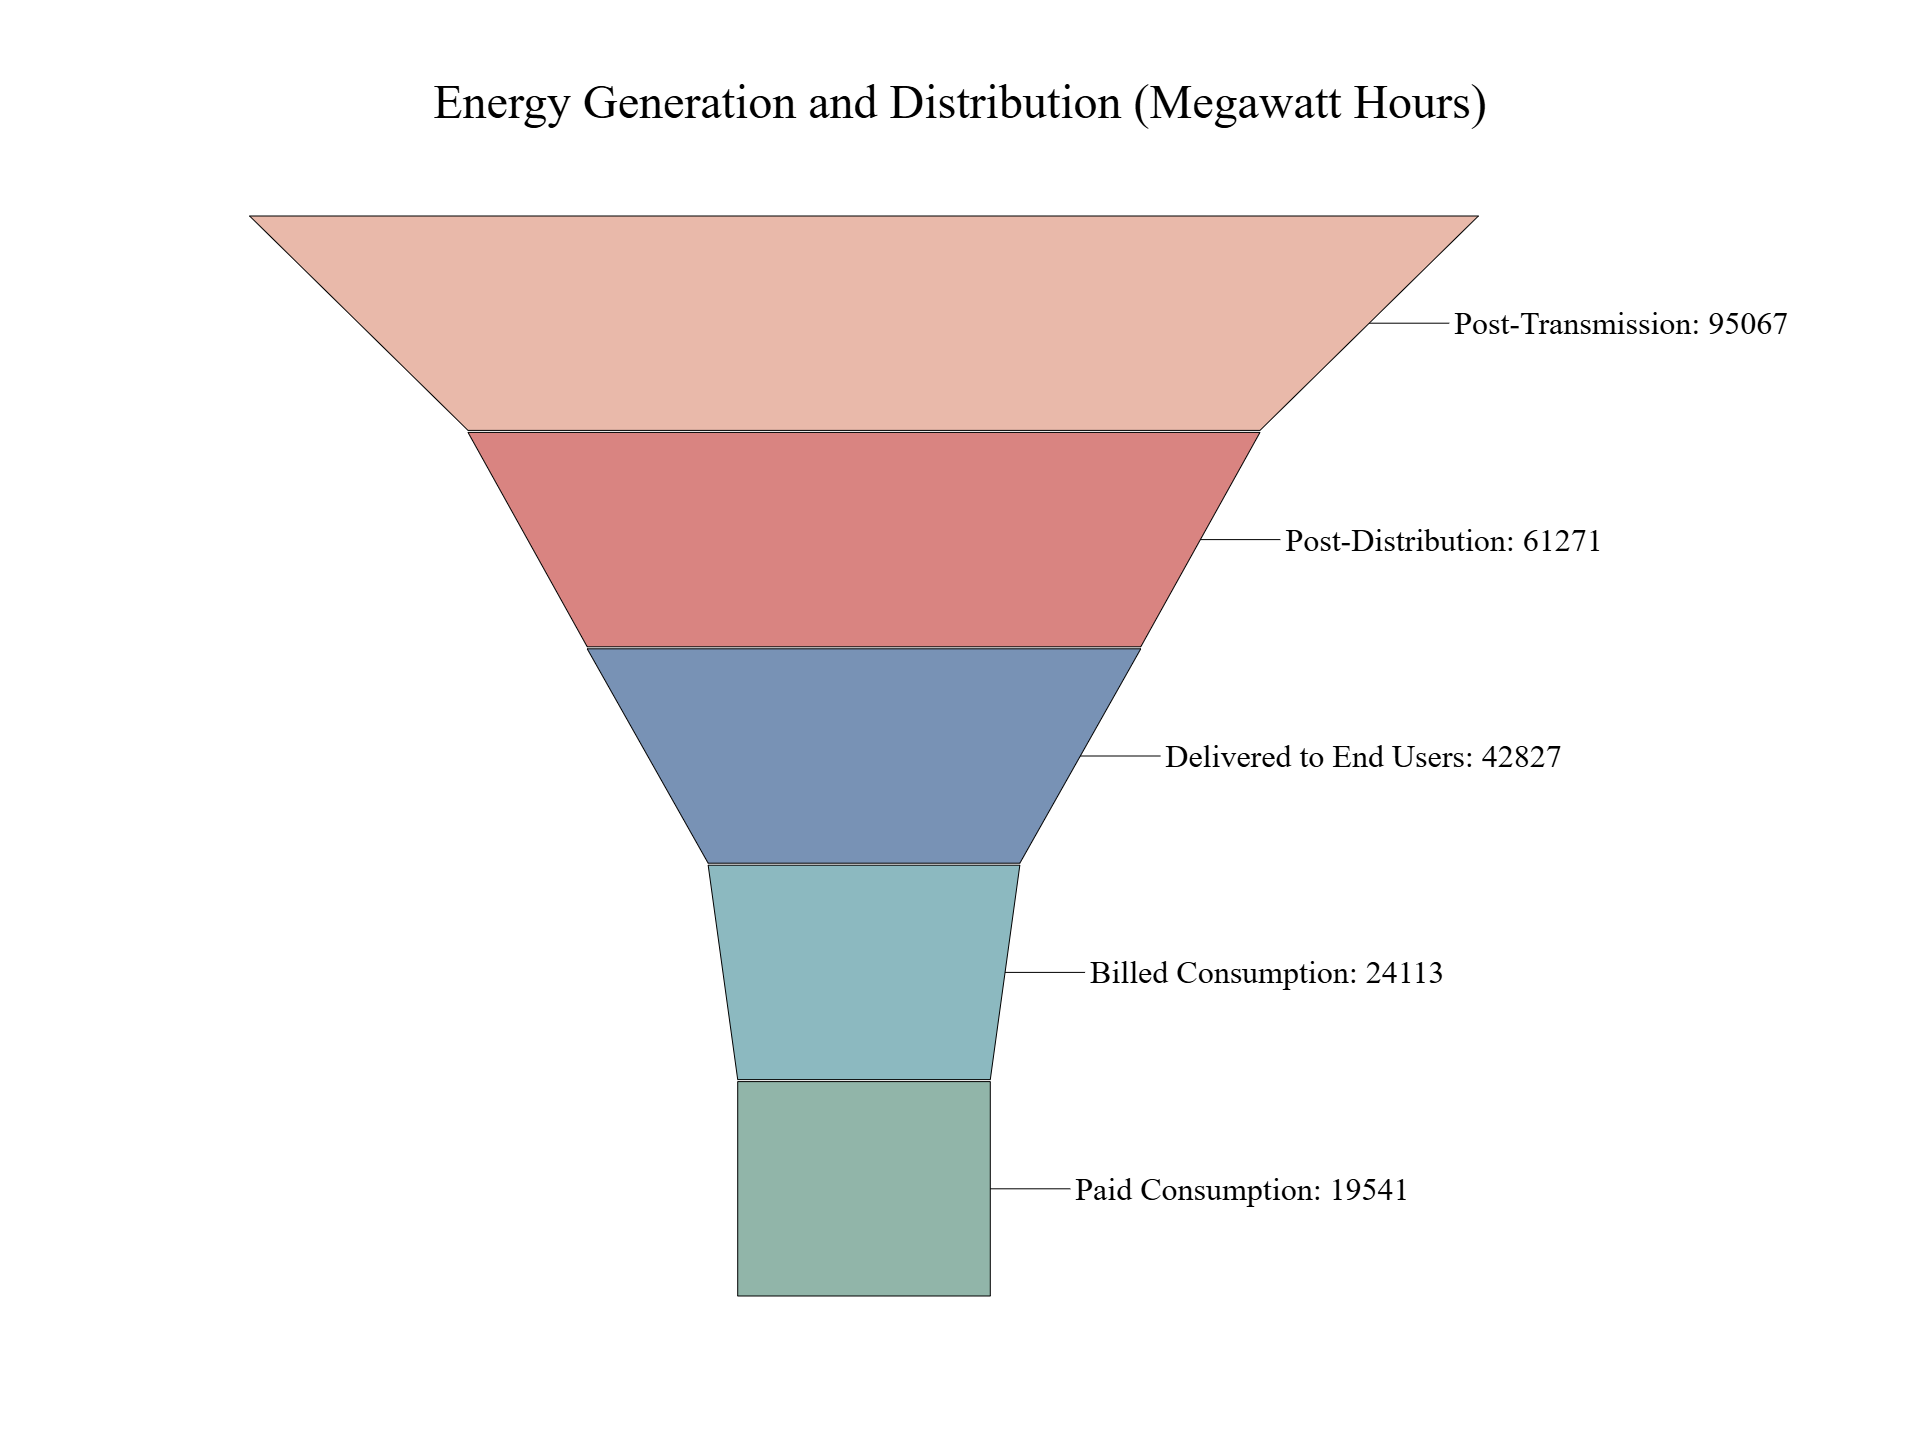 Energy Generation and Distribution (Megawatt Hours)
Post-Transmission: 95067
Post-Distribution: 61271
Delivered to End Users: 42827
Billed Consumption: 24113
Paid Consumption: 19541